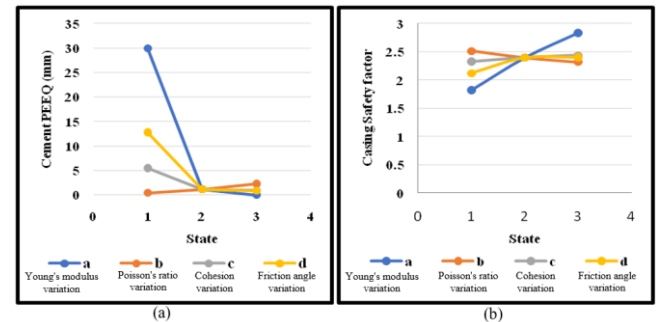 Cement PEEQ (mm)
35
30
25
20
15
10
5
0
0 1 2 3 4
State
a b c d
Young's modulus variation
Poisson's ratio variation
Cohesion variation
Friction angle variation
(a)
Casing Safety factor
3
2.5
2
1.5
1
0.5
0
0 1 2 3 4
State
a b c d
Young's modulus variation
Poisson's ratio variation
Cohesion variation
Friction angle variation
(b)